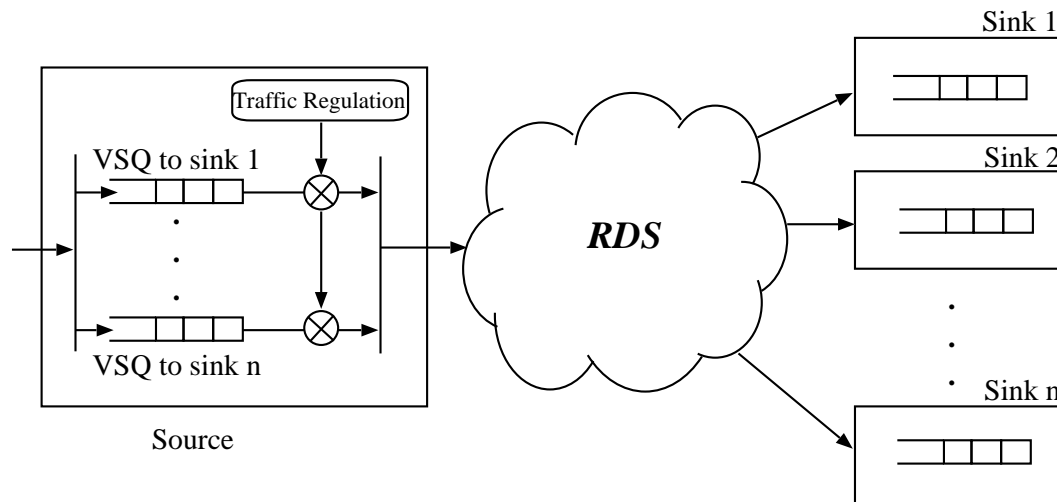 Sink 1
Traffic Regulation
VSQ to sink 1
Sink 2
RDS
VSQ to sink n
Sink n
Source